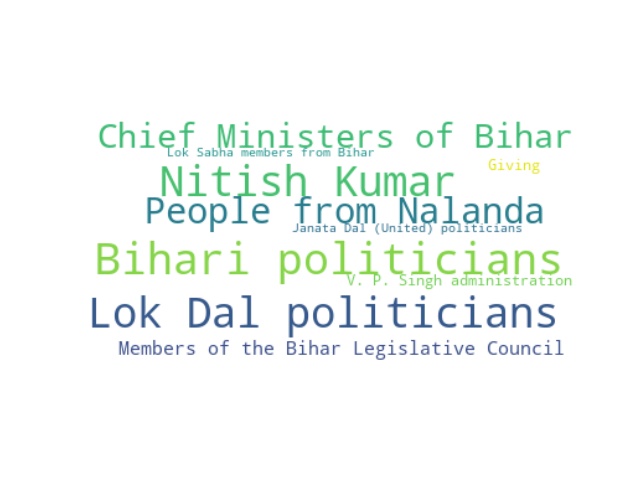 Chief Ministers of Bihar
Lok Sabha members from Bihar
Giving
Nitish Kumar
People from Nalanda
Janata Dal (United) politicians
Bihari politicians
V. P. Singh administration
Lok Dal politicians
Members of the Bihar Legislative Council